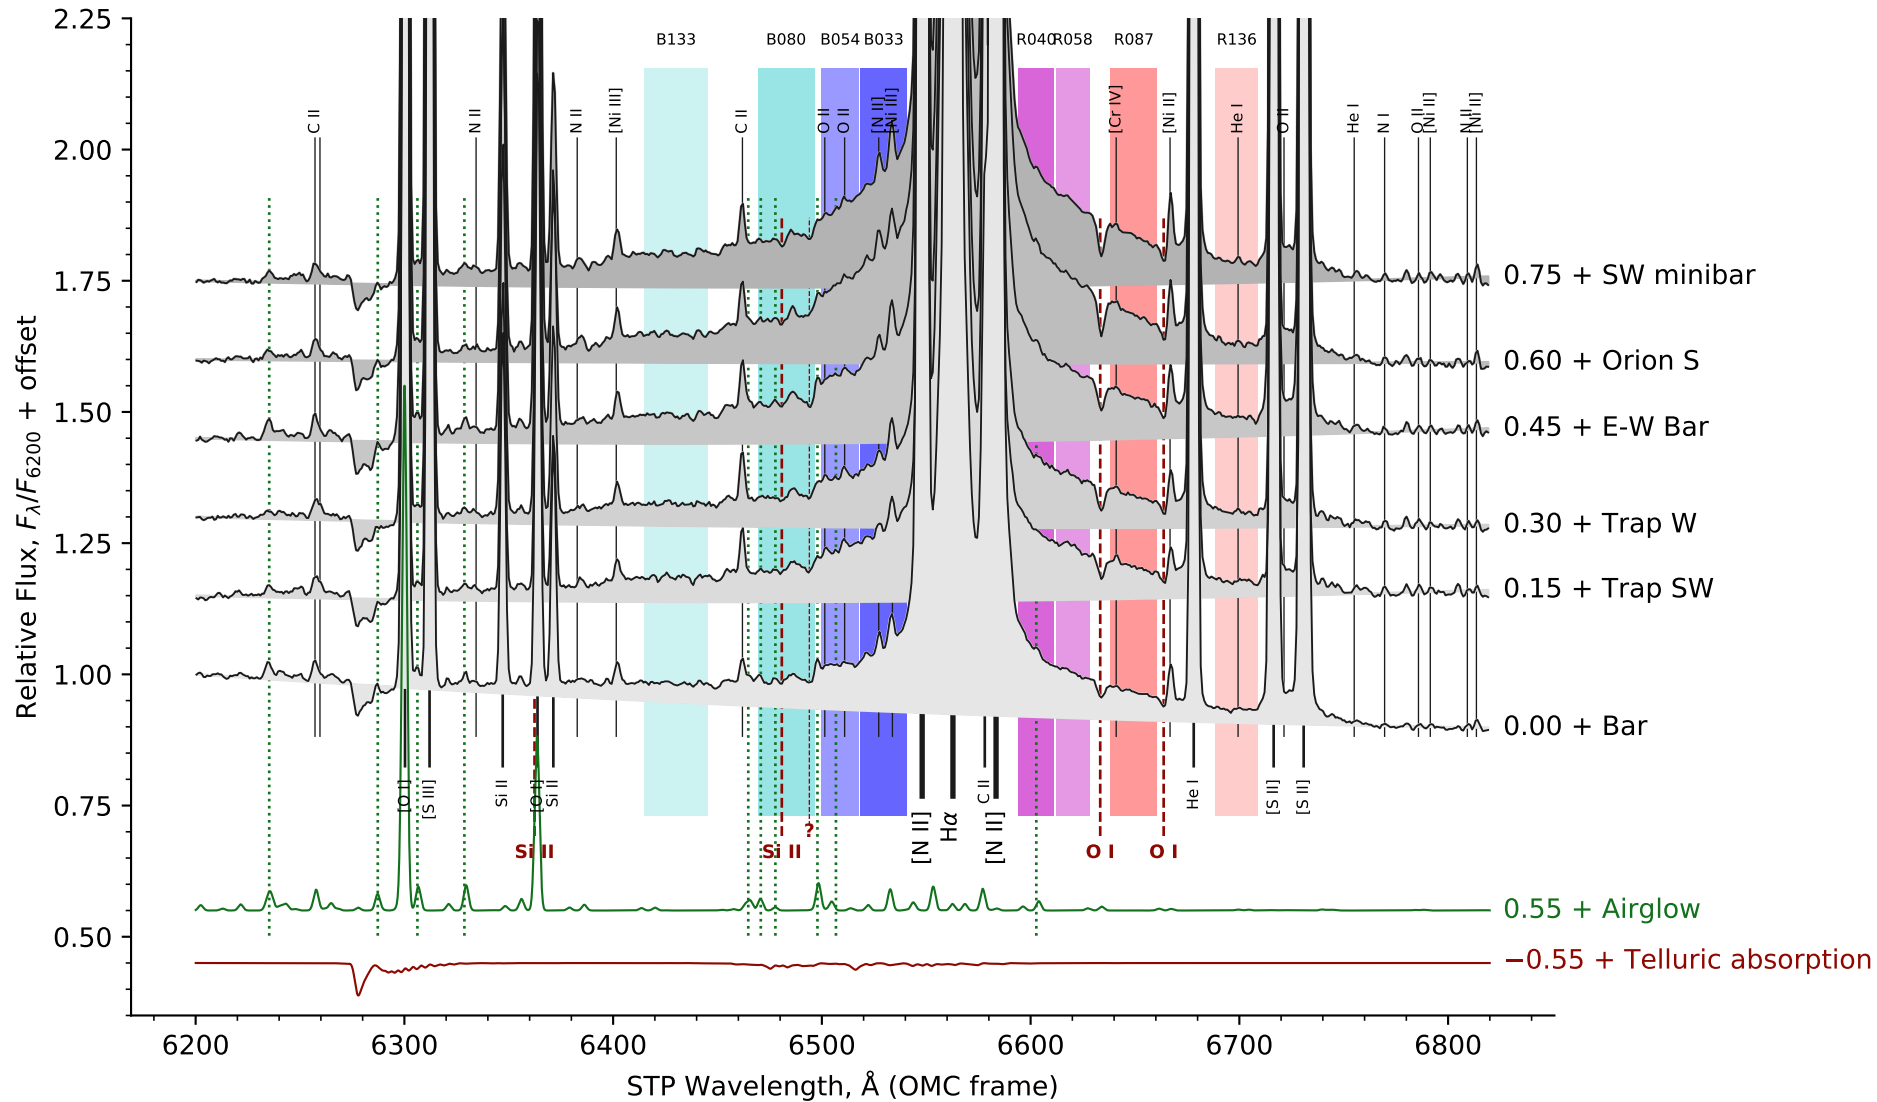 2.25
2.00
1.75
1.50
1.25
1.00
0.75
0.50
Relative Flux, Fλ/F6200 + offset
B133
B080
B054
B033
R040
R058
R087
R136
C II
N II
N II
[Ni III]
C II
O II
O II
[N II]
[Ni III]
[Cr IV]
[Ni II]
He I
O II
He I
N I
O II
[Ni II]
N II
[Ni II]
0.75 + SW minibar
0.60 + Orion S
0.45 + E-W Bar
0.30 + Trap W
0.15 + Trap SW
0.00 + Bar
[O I]
[S III]
Si II
[O I]
Si II
[N II]
Hα
C II
[N II]
He I
[S II]
[S II]
?
Si II
Si II
O I
O I
0.55 + Airglow
−0.55 + Telluric absorption
6200
6300
6400
6500
6600
6700
6800
STP Wavelength, Å (OMC frame)